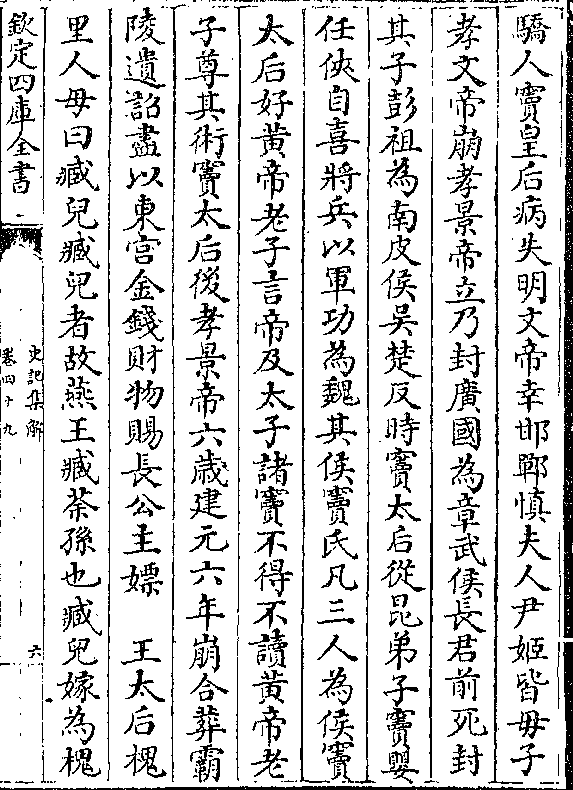 驕人竇皇后病失明文帝幸邯鄲慎夫人尹姬皆毋子
孝文帝崩孝景帝立乃封廣國為章武侯長君前死封
其子彭祖為南皮侯吴楚反時竇太后從昆弟子竇嬰
任俠自喜將兵以軍功為魏其侯竇氏凡三人為侯竇
太后好黄帝老子言帝及太子諸竇不得不讀黄帝老
子尊其術竇太后後孝景帝六歲建元六年崩合葬霸
陵遺詔盡以東宮金錢財物賜長公主嫖　王太后槐
里人母曰臧兒臧兒者故燕王臧荼孫也臧兒嫁為槐
欽定四庫全書
史記集解
卷四十九
六